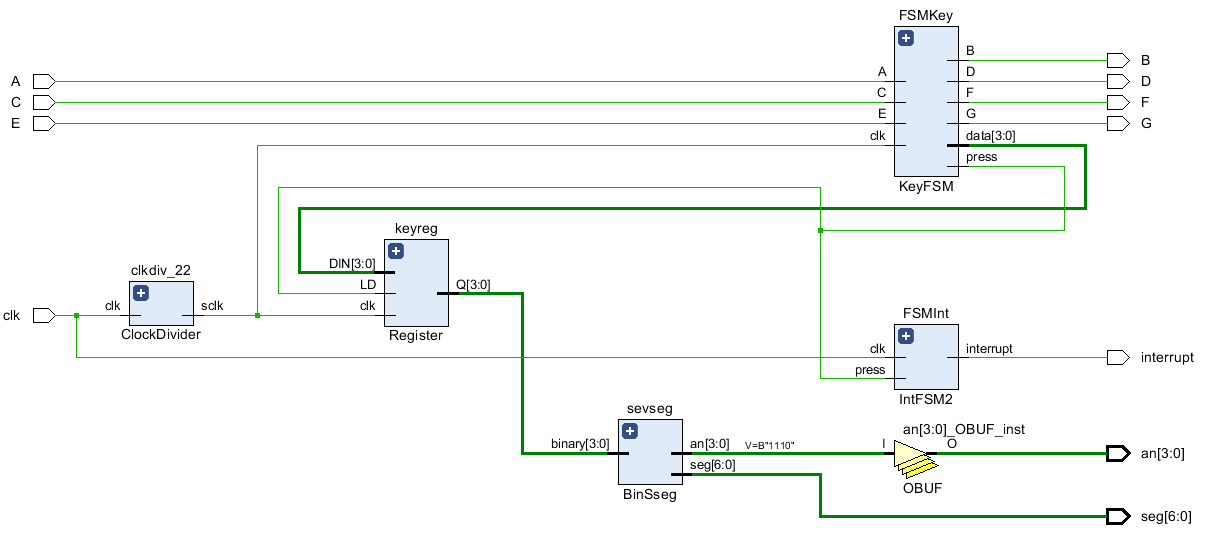 FSMKey
A
A
B
B
C
C
D
D
E
E
F
F
clk
G
G
data[3:0]
press
KeyFSM
keyreg
DIN[3:0]
LD
Q[3:0]
clk
Register
clkdiv_22
clk
clk
sclk
ClockDivider
FSMInt
clk
interrupt
interrupt
press
IntFSM2
sevseg
binary[3:0]
an[3:0]
V=B"1110"
seg[6:0]
BinSseg
an[3:0]_OBUF_inst
I
O
OBUF
an[3:0]
seg[6:0]